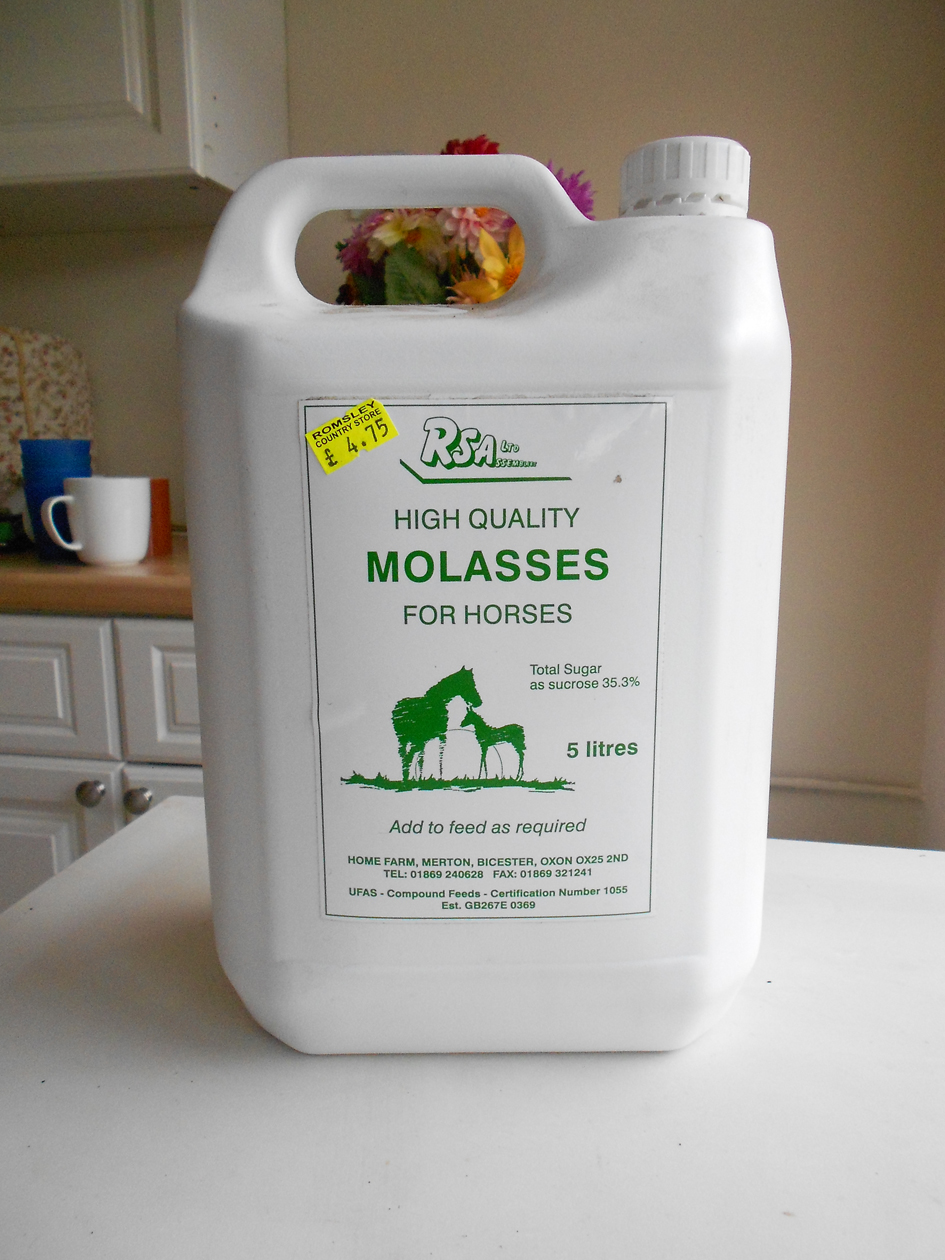 ROMSLEY
COUNTRY STORE
£ 4.75
RSA LTD
ASSEMBLIST
HIGH QUALITY
MOLASSES
FOR HORSES
Total Sugar
as sucrose 35.3%
5 litres
Add to feed as required
HOME FARM, MERTON, BICESTER, OXON OX25 2ND
TEL: 01869 240628 FAX: 01869 321241
UFAS - Compound Feeds - Certification Number 1055
Est. GB267E 0369